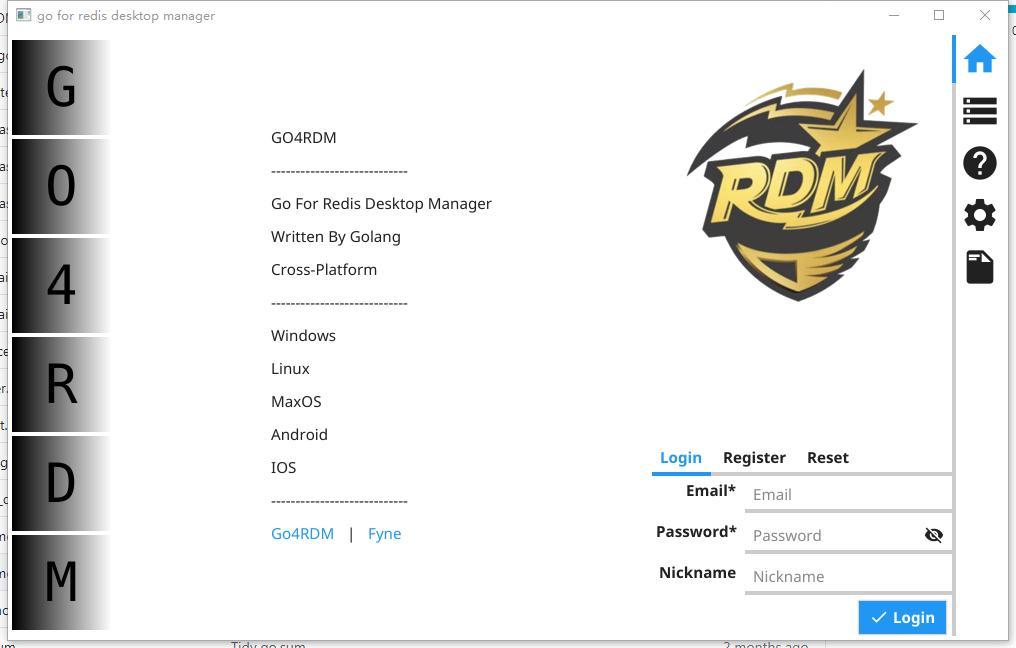 go for redis desktop manager
G
O
4
R
D
M
GO4RDM
----------------------------
Go For Redis Desktop Manager
Written By Golang
Cross-Platform
----------------------------
Windows
Linux
MaxOS
Android
IOS
----------------------------
Go4RDM | Fyne
RDM
Login Register Reset
Email* Email
Password* Password
Nickname Nickname
Login
Tidy go sum
2 months ago